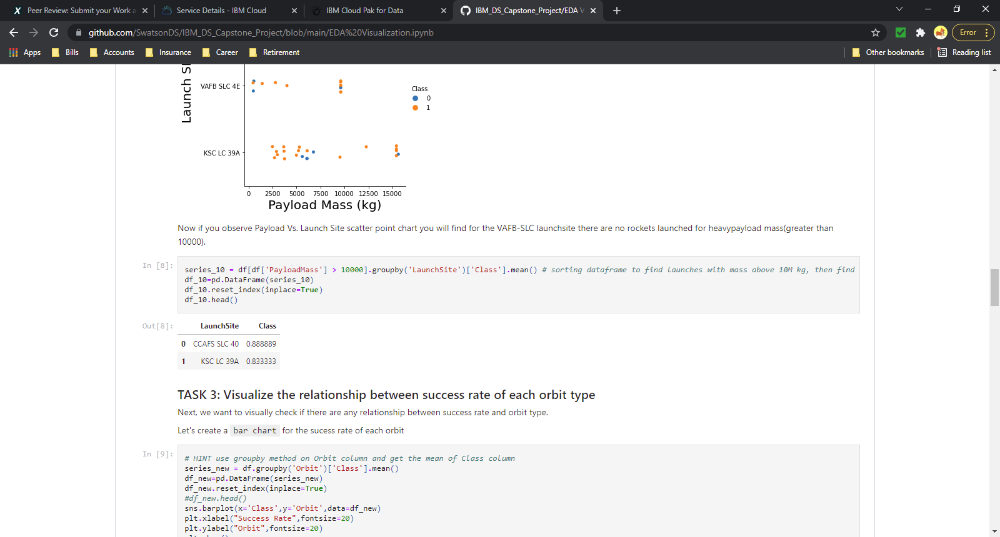 Peer Review: Submit your Work a
Service Details - IBM Cloud
IBM Cloud Pak for Data
IBM_DS_Capstone_Project/EDA V
github.com/SwatsonDS/IBM_DS_Capstone_Project/blob/main/EDA%20Visualization.ipynb
Error
Apps
Bills
Accounts
Insurance
Career
Retirement
Other bookmarks
Reading list
Launch S
VAFB SLC 4E
KSC LC 39A
Class
0
1
0 2500 5000 7500 10000 12500 15000
Payload Mass (kg)
Now if you observe Payload Vs. Launch Site scatter point chart you will find for the VAFB-SLC launchsite there are no rockets launched for heavypayload mass(greater than
10000).
In [8]:
series_10 = df[df['PayloadMass'] > 10000].groupby('LaunchSite')['Class'].mean() # sorting dataframe to find launches with mass above 10M kg, then find
df_10=pd.DataFrame(series_10)
df_10.reset_index(inplace=True)
df_10.head()
Out[8]:
LaunchSite Class
0 CCAFS SLC 40 0.888889
1 KSC LC 39A 0.833333
TASK 3: Visualize the relationship between success rate of each orbit type
Next, we want to visually check if there are any relationship between success rate and orbit type.
Let's create a bar chart for the sucess rate of each orbit
In [9]:
# HINT use groupby method on Orbit column and get the mean of Class column
series_new = df.groupby('Orbit')['Class'].mean()
df_new=pd.DataFrame(series_new)
df_new.reset_index(inplace=True)
#df_new.head()
sns.barplot(x='Class',y='Orbit',data=df_new)
plt.xlabel("Success Rate",fontsize=20)
plt.ylabel("Orbit",fontsize=20)